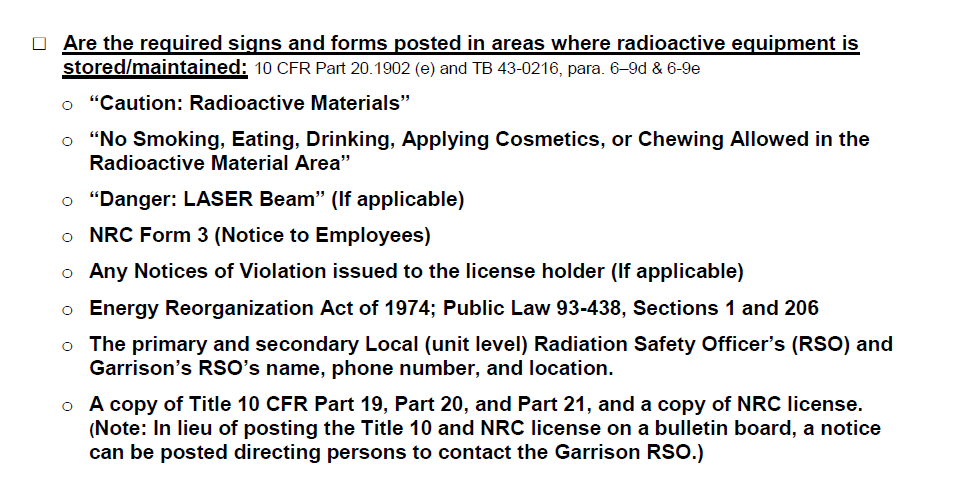 □ Are the required signs and forms posted in areas where radioactive equipment is
stored/maintained: 10 CFR Part 20.1902 (e) and TB 43-0216, para. 6–9d & 6-9e
o “Caution: Radioactive Materials”
o “No Smoking, Eating, Drinking, Applying Cosmetics, or Chewing Allowed in the
Radioactive Material Area”
o “Danger: LASER Beam” (If applicable)
o NRC Form 3 (Notice to Employees)
o Any Notices of Violation issued to the license holder (If applicable)
o Energy Reorganization Act of 1974; Public Law 93-438, Sections 1 and 206
o The primary and secondary Local (unit level) Radiation Safety Officer’s (RSO) and
Garrison’s RSO’s name, phone number, and location.
o A copy of Title 10 CFR Part 19, Part 20, and Part 21, and a copy of NRC license.
(Note: In lieu of posting the Title 10 and NRC license on a bulletin board, a notice
can be posted directing persons to contact the Garrison RSO.)